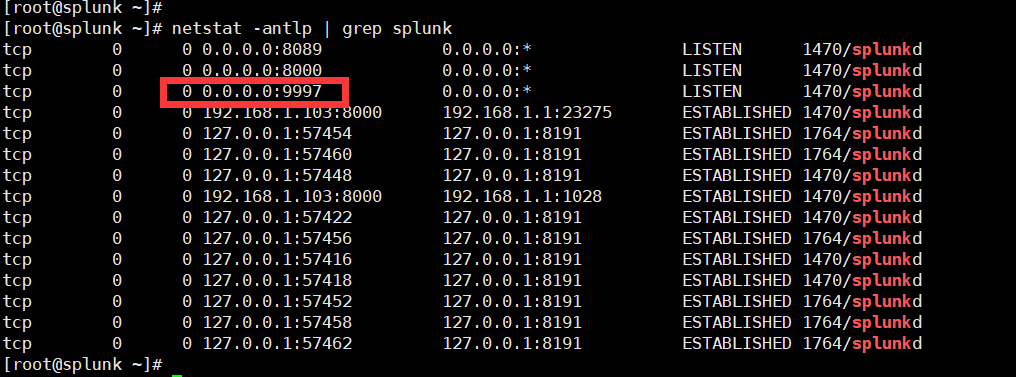 [root@splunk ~]#
[root@splunk ~]# netstat -antlp | grep splunk
tcp        0      0 0.0.0.0:8089            0.0.0.0:*               LISTEN      1470/splunkd
tcp        0      0 0.0.0.0:8000            0.0.0.0:*               LISTEN      1470/splunkd
tcp        0      0 0.0.0.0:9997            0.0.0.0:*               LISTEN      1470/splunkd
tcp        0      0 192.168.1.103:8000      192.168.1.1:23275       ESTABLISHED 1470/splunkd
tcp        0      0 127.0.0.1:57454         127.0.0.1:8191          ESTABLISHED 1764/splunkd
tcp        0      0 127.0.0.1:57460         127.0.0.1:8191          ESTABLISHED 1764/splunkd
tcp        0      0 127.0.0.1:57448         127.0.0.1:8191          ESTABLISHED 1764/splunkd
tcp        0      0 192.168.1.103:8000      192.168.1.1:1028        ESTABLISHED 1470/splunkd
tcp        0      0 127.0.0.1:57422         127.0.0.1:8191          ESTABLISHED 1470/splunkd
tcp        0      0 127.0.0.1:57456         127.0.0.1:8191          ESTABLISHED 1764/splunkd
tcp        0      0 127.0.0.1:57416         127.0.0.1:8191          ESTABLISHED 1470/splunkd
tcp        0      0 127.0.0.1:57418         127.0.0.1:8191          ESTABLISHED 1470/splunkd
tcp        0      0 127.0.0.1:57452         127.0.0.1:8191          ESTABLISHED 1764/splunkd
tcp        0      0 127.0.0.1:57458         127.0.0.1:8191          ESTABLISHED 1764/splunkd
tcp        0      0 127.0.0.1:57462         127.0.0.1:8191          ESTABLISHED 1764/splunkd
[root@splunk ~]#